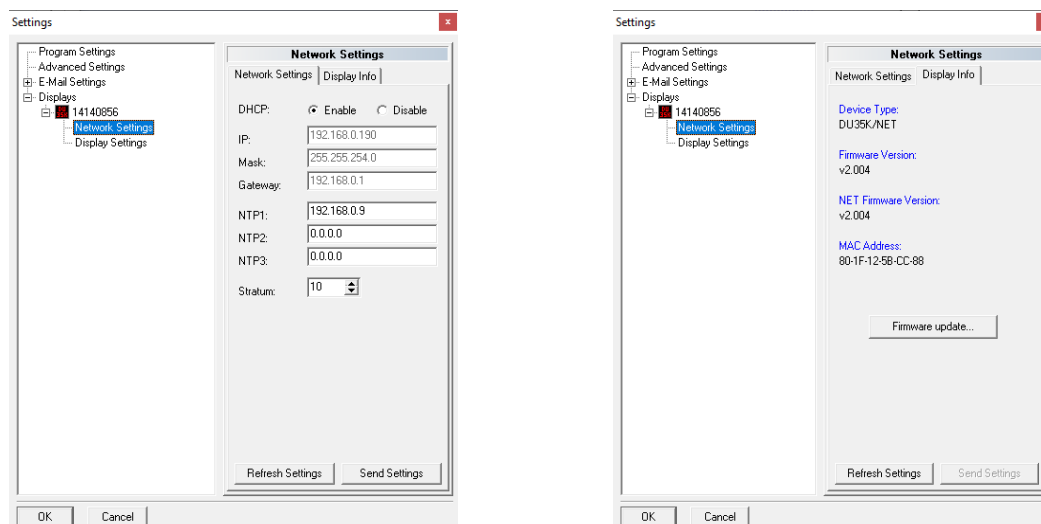 Settings
x
Program Settings
Advanced Settings
E-Mail Settings
Displays
14140856
Network Settings
Display Settings
Network Settings
Network Settings Display Info
DHCP: Enable Disable
IP: 192.168.0.190
Mask: 255.255.254.0
Gateway: 192.168.0.1
NTP1: 192.168.0.9
NTP2: 0.0.0.0
NTP3: 0.0.0.0
Stratum: 10
Refresh Settings Send Settings
OK Cancel
Settings
Program Settings
Advanced Settings
E-Mail Settings
Displays
14140856
Network Settings
Display Settings
Network Settings
Network Settings Display Info
Device Type:
DU35K/NET
Firmware Version:
v2.004
NET Firmware Version:
v2.004
MAC Address:
80-1F-12-5B-CC-88
Firmware update...
Refresh Settings Send Settings
OK Cancel